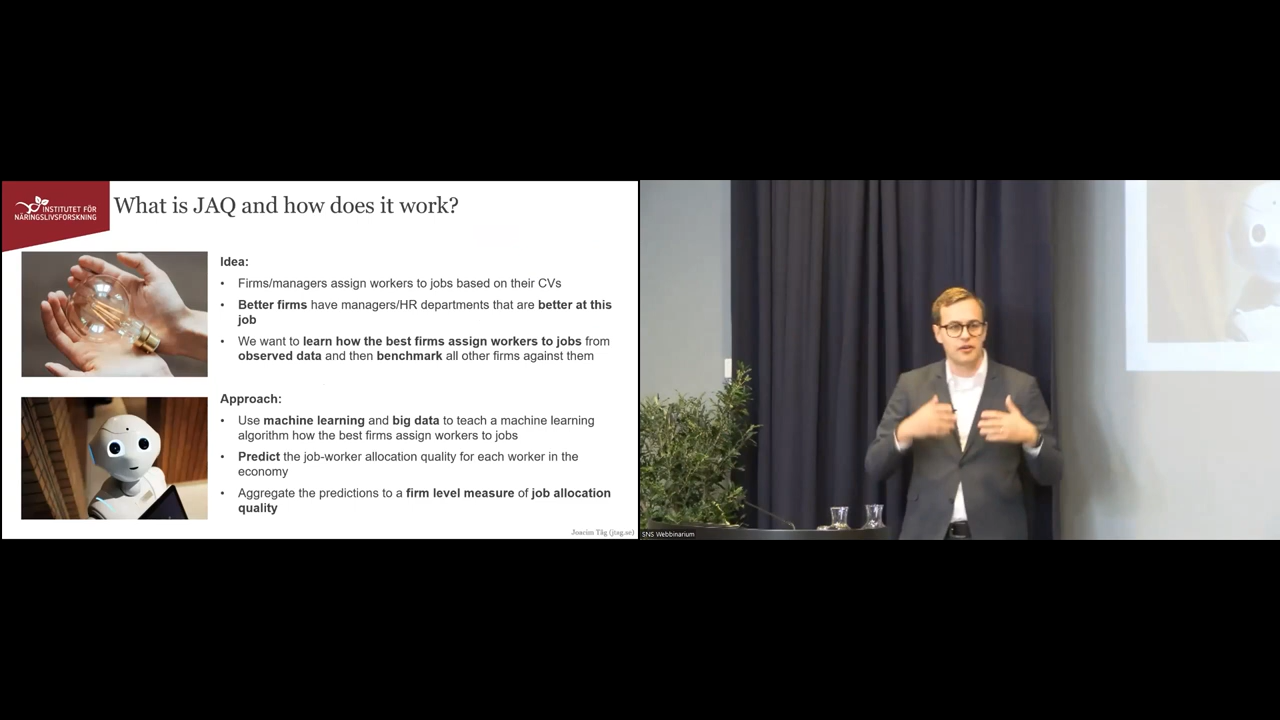 INSTITUTET FÖR
NÄRINGSLIVSFORSKNING
What is JAQ and how does it work?
Idea:
• Firms/managers assign workers to jobs based on their CVs
• Better firms have managers/HR departments that are better at this
job
• We want to learn how the best firms assign workers to jobs from
observed data and then benchmark all other firms against them
Approach:
• Use machine learning and big data to teach a machine learning
algorithm how the best firms assign workers to jobs
• Predict the job-worker allocation quality for each worker in the
economy
• Aggregate the predictions to a firm level measure of job allocation
quality
Joacim Tåg (jtag.se)
SNS Webbinarium